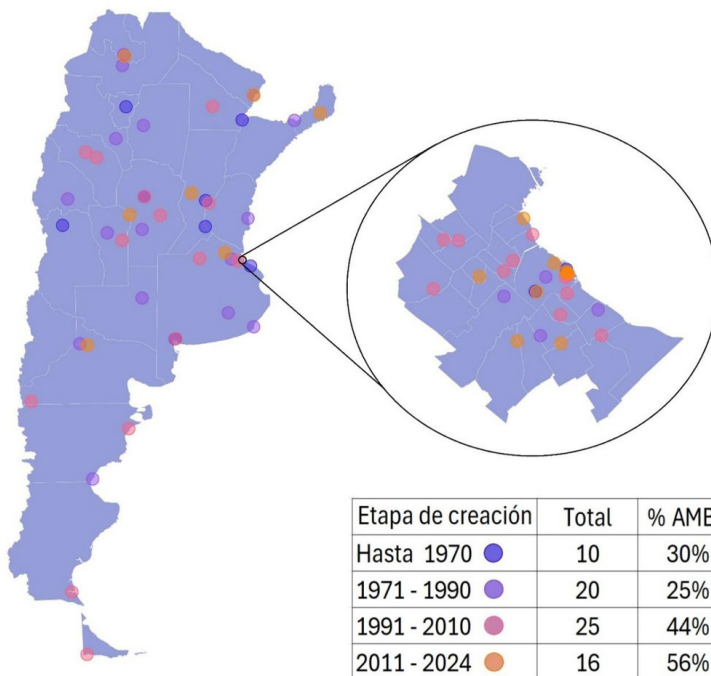 Etapa de creación Total % AMB
Hasta 1970 10 30%
1971 - 1990 20 25%
1991 - 2010 25 44%
2011 - 2024 16 56%